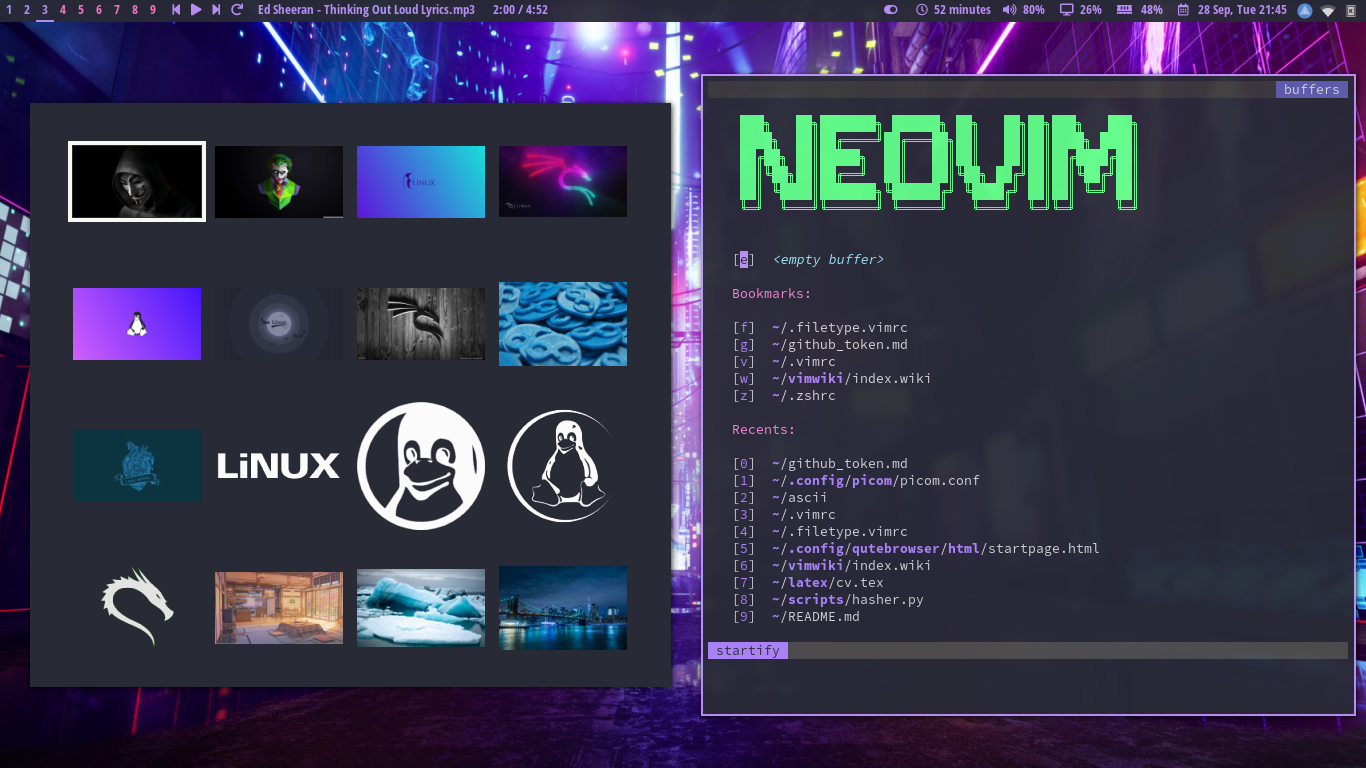 1 2 3 4 5 6 7 8 9 Ed Sheeran - Thinking Out Loud Lyrics.mp3 2:00 / 4:52 52 minutes 80% 26% 48% 28 Sep, Tue 21:45
LINUX
LiNUX
buffers
NEOVIM
[e] <empty buffer>
Bookmarks:
[f] ~/.filetype.vimrc
[g] ~/github_token.md
[v] ~/.vimrc
[w] ~/vimwiki/index.wiki
[z] ~/.zshrc
Recents:
[0] ~/github_token.md
[1] ~/.config/picom/picom.conf
[2] ~/ascii
[3] ~/.vimrc
[4] ~/.filetype.vimrc
[5] ~/.config/qutebrowser/html/startpage.html
[6] ~/vimwiki/index.wiki
[7] ~/latex/cv.tex
[8] ~/scripts/hasher.py
[9] ~/README.md
startify